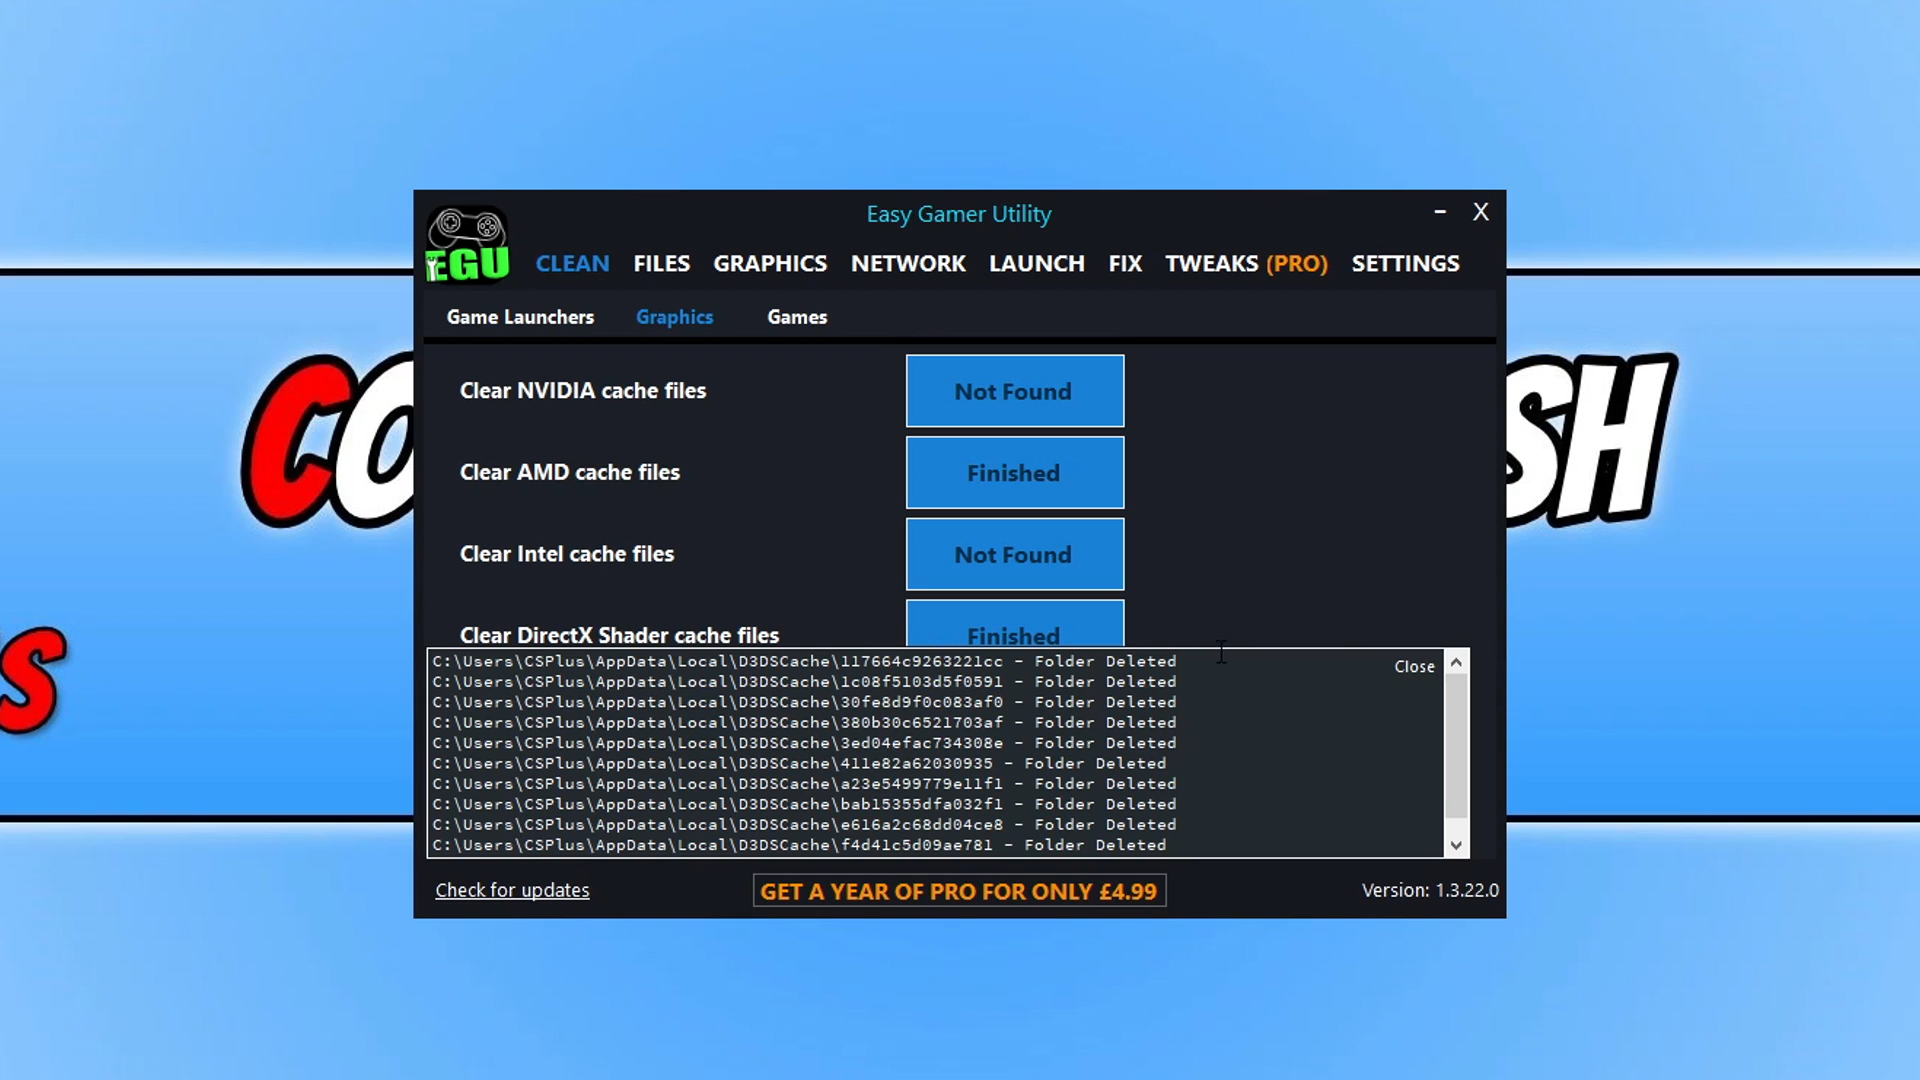 Easy Gamer Utility
- X
EGU
CLEAN FILES GRAPHICS NETWORK LAUNCH FIX TWEAKS (PRO) SETTINGS
Game Launchers Graphics Games
CO
SH
S
Clear NVIDIA cache files Not Found
Clear AMD cache files Finished
Clear Intel cache files Not Found
Clear DirectX Shader cache files Finished
Close
C:\Users\CSPlus\AppData\Local\D3DSCache\117664c9263221cc - Folder Deleted
C:\Users\CSPlus\AppData\Local\D3DSCache\1c08f5103d5f0591 - Folder Deleted
C:\Users\CSPlus\AppData\Local\D3DSCache\30fe8d9f0c083af0 - Folder Deleted
C:\Users\CSPlus\AppData\Local\D3DSCache\380b30c6521703af - Folder Deleted
C:\Users\CSPlus\AppData\Local\D3DSCache\3ed04efac734308e - Folder Deleted
C:\Users\CSPlus\AppData\Local\D3DSCache\411e82a62030935 - Folder Deleted
C:\Users\CSPlus\AppData\Local\D3DSCache\a23e5499779e11f1 - Folder Deleted
C:\Users\CSPlus\AppData\Local\D3DSCache\bab15355dfa032f1 - Folder Deleted
C:\Users\CSPlus\AppData\Local\D3DSCache\e616a2c68dd04ce8 - Folder Deleted
C:\Users\CSPlus\AppData\Local\D3DSCache\f4d41c5d09ae781 - Folder Deleted
Check for updates GET A YEAR OF PRO FOR ONLY £4.99 Version: 1.3.22.0